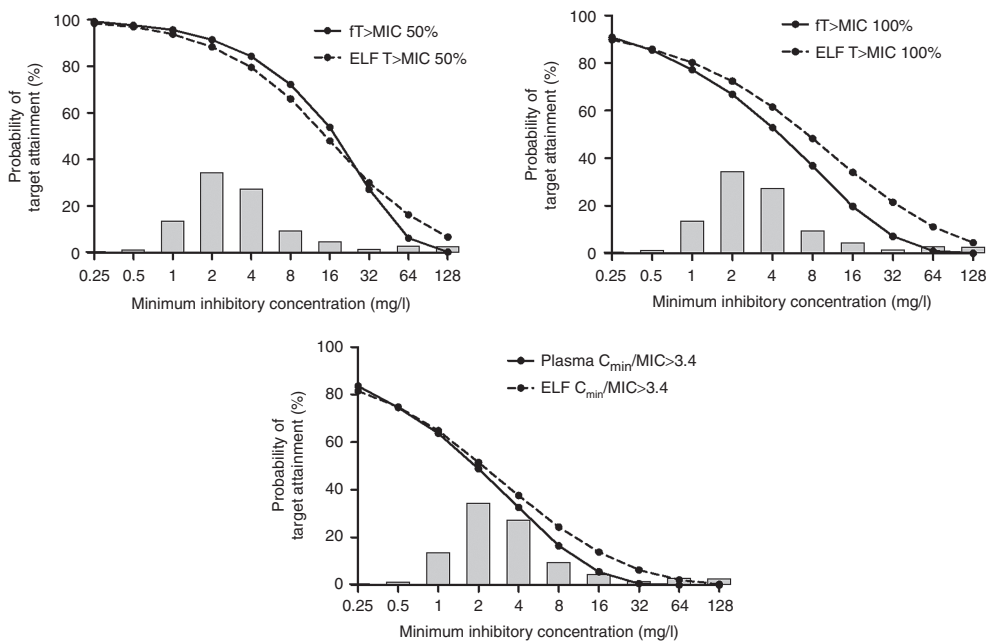 fT>MIC 50%
ELF T>MIC 50%
Probability of
target attainment (%)
100
80
60
40
20
0
0.25 0.5 1 2 4 8 16 32 64 128
Minimum inhibitory concentration (mg/l)
fT>MIC 100%
ELF T>MIC 100%
Probability of
target attainment (%)
100
80
60
40
20
0
0.25 0.5 1 2 4 8 16 32 64 128
Minimum inhibitory concentration (mg/l)
Plasma Cmin/MIC>3.4
ELF Cmin/MIC>3.4
Probability of
target attainment (%)
100
80
60
40
20
0
0.25 0.5 1 2 4 8 16 32 64 128
Minimum inhibitory concentration (mg/l)